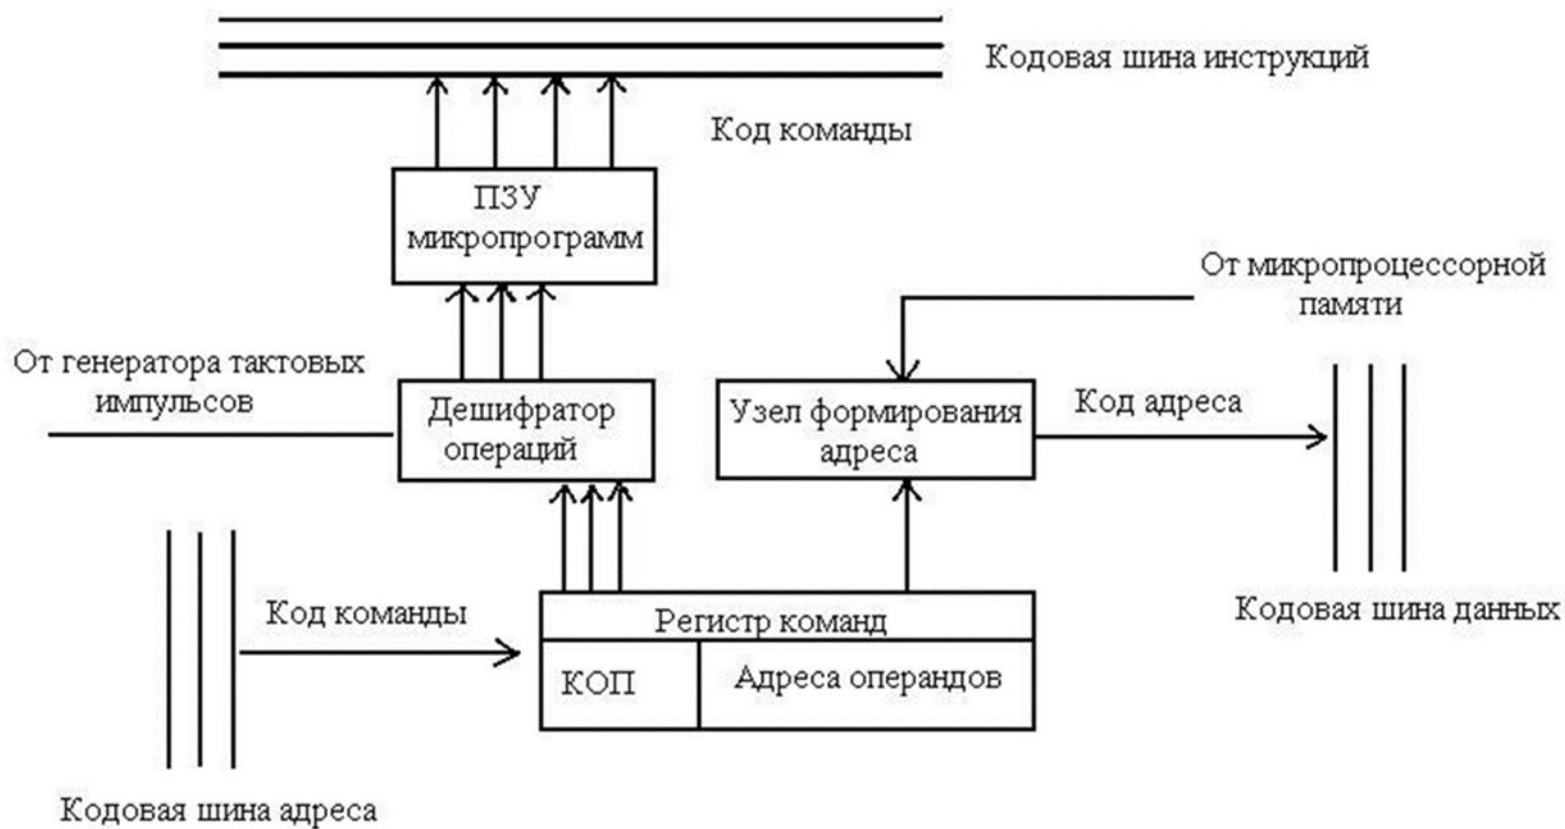 Кодовая шина инструкций
Код команды
ПЗУ
микропрограмм
От микропроцессорной
памяти
От генератора тактовых
импульсов
Дешифратор
операций
Узел формирования
адреса
Код адреса
Код команды
Регистр команд
КОП
Адреса операндов
Кодовая шина данных
Кодовая шина адреса